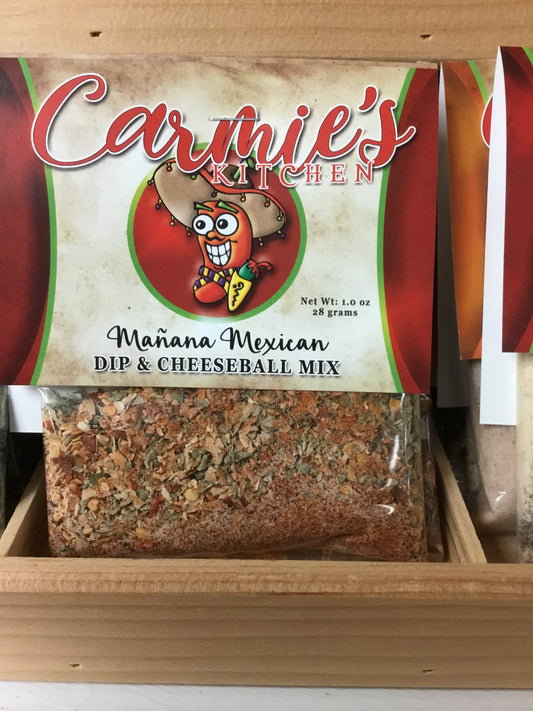 Carmie's
KITCHEN
Net Wt: 1.0 oz
28 grams
Mañana Mexican
DIP & CHEESEBALL MIX